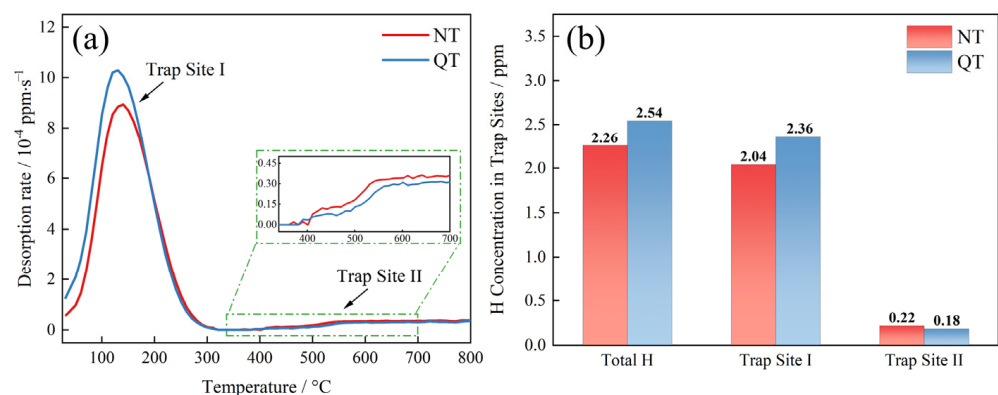 (a)
NT
QT
Trap Site I
Trap Site II
12
10
8
6
4
2
0
Desorption rate / 10⁻⁴ ppm·s⁻¹
0.45
0.30
0.15
0.00
400 500 600 700
100 200 300 400 500 600 700 800
Temperature / °C
(b)
NT
QT
3.5
3.0
2.5
2.0
1.5
1.0
0.5
0.0
H Concentration in Trap Sites / ppm
2.26 2.54
2.04 2.36
0.22 0.18
Total H Trap Site I Trap Site II